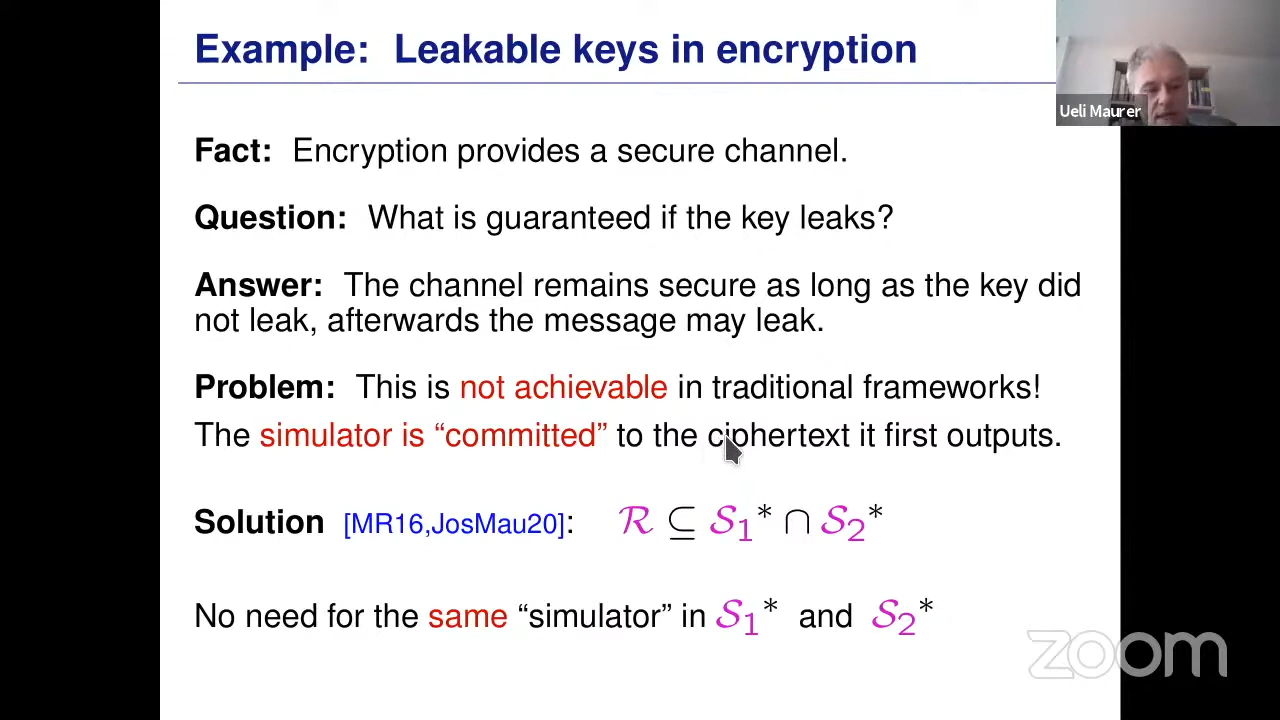 Example: Leakable keys in encryption
Ueli Maurer
Fact: Encryption provides a secure channel.
Question: What is guaranteed if the key leaks?
Answer: The channel remains secure as long as the key did
not leak, afterwards the message may leak.
Problem: This is not achievable in traditional frameworks!
The simulator is “committed” to the ciphertext it first outputs.
Solution [MR16,JosMau20]: 𝓡 ⊆ 𝓢₁* ∩ 𝓢₂*
No need for the same “simulator” in 𝓢₁* and 𝓢₂*
zoom